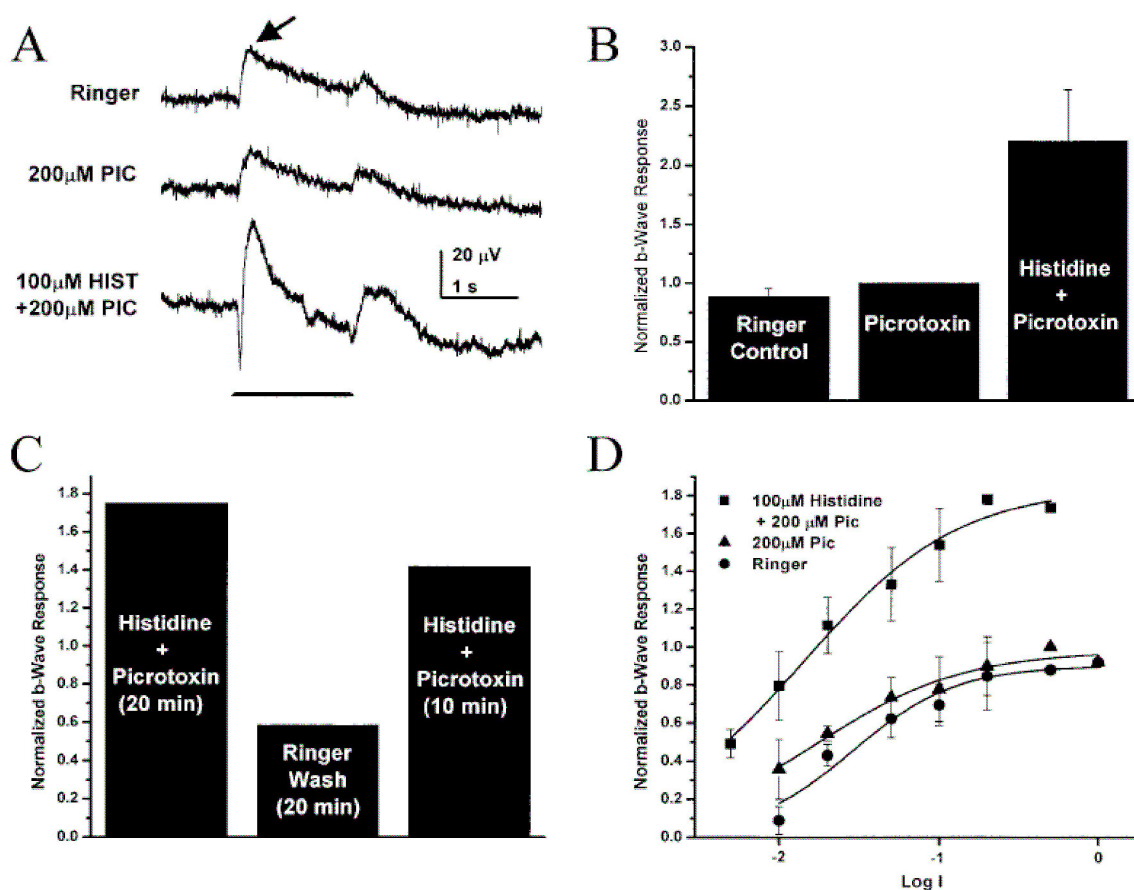 A
Ringer
200μM PIC
100μM HIST
+200μM PIC
20 μV
1 s
B
Normalized b-Wave Response
3.0
2.5
2.0
1.5
1.0
0.5
0.0
Ringer
Control
Picrotoxin
Histidine
+
Picrotoxin
C
Normalized b-Wave Response
1.8
1.6
1.4
1.2
1.0
0.8
0.6
0.4
0.2
0.0
Histidine
+
Picrotoxin
(20 min)
Ringer
Wash
(20 min)
Histidine
+
Picrotoxin
(10 min)
D
Normalized b-Wave Response
1.8
1.6
1.4
1.2
1.0
0.8
0.6
0.4
0.2
0.0
100μM Histidine
+ 200 μM Pic
200μM Pic
Ringer
-2
-1
0
Log I